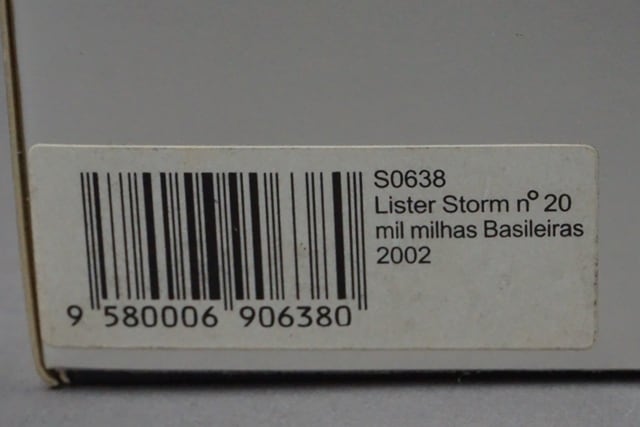 S0638
Lister Storm nº 20
mil milhas Basileiras
2002
9 580006 906380